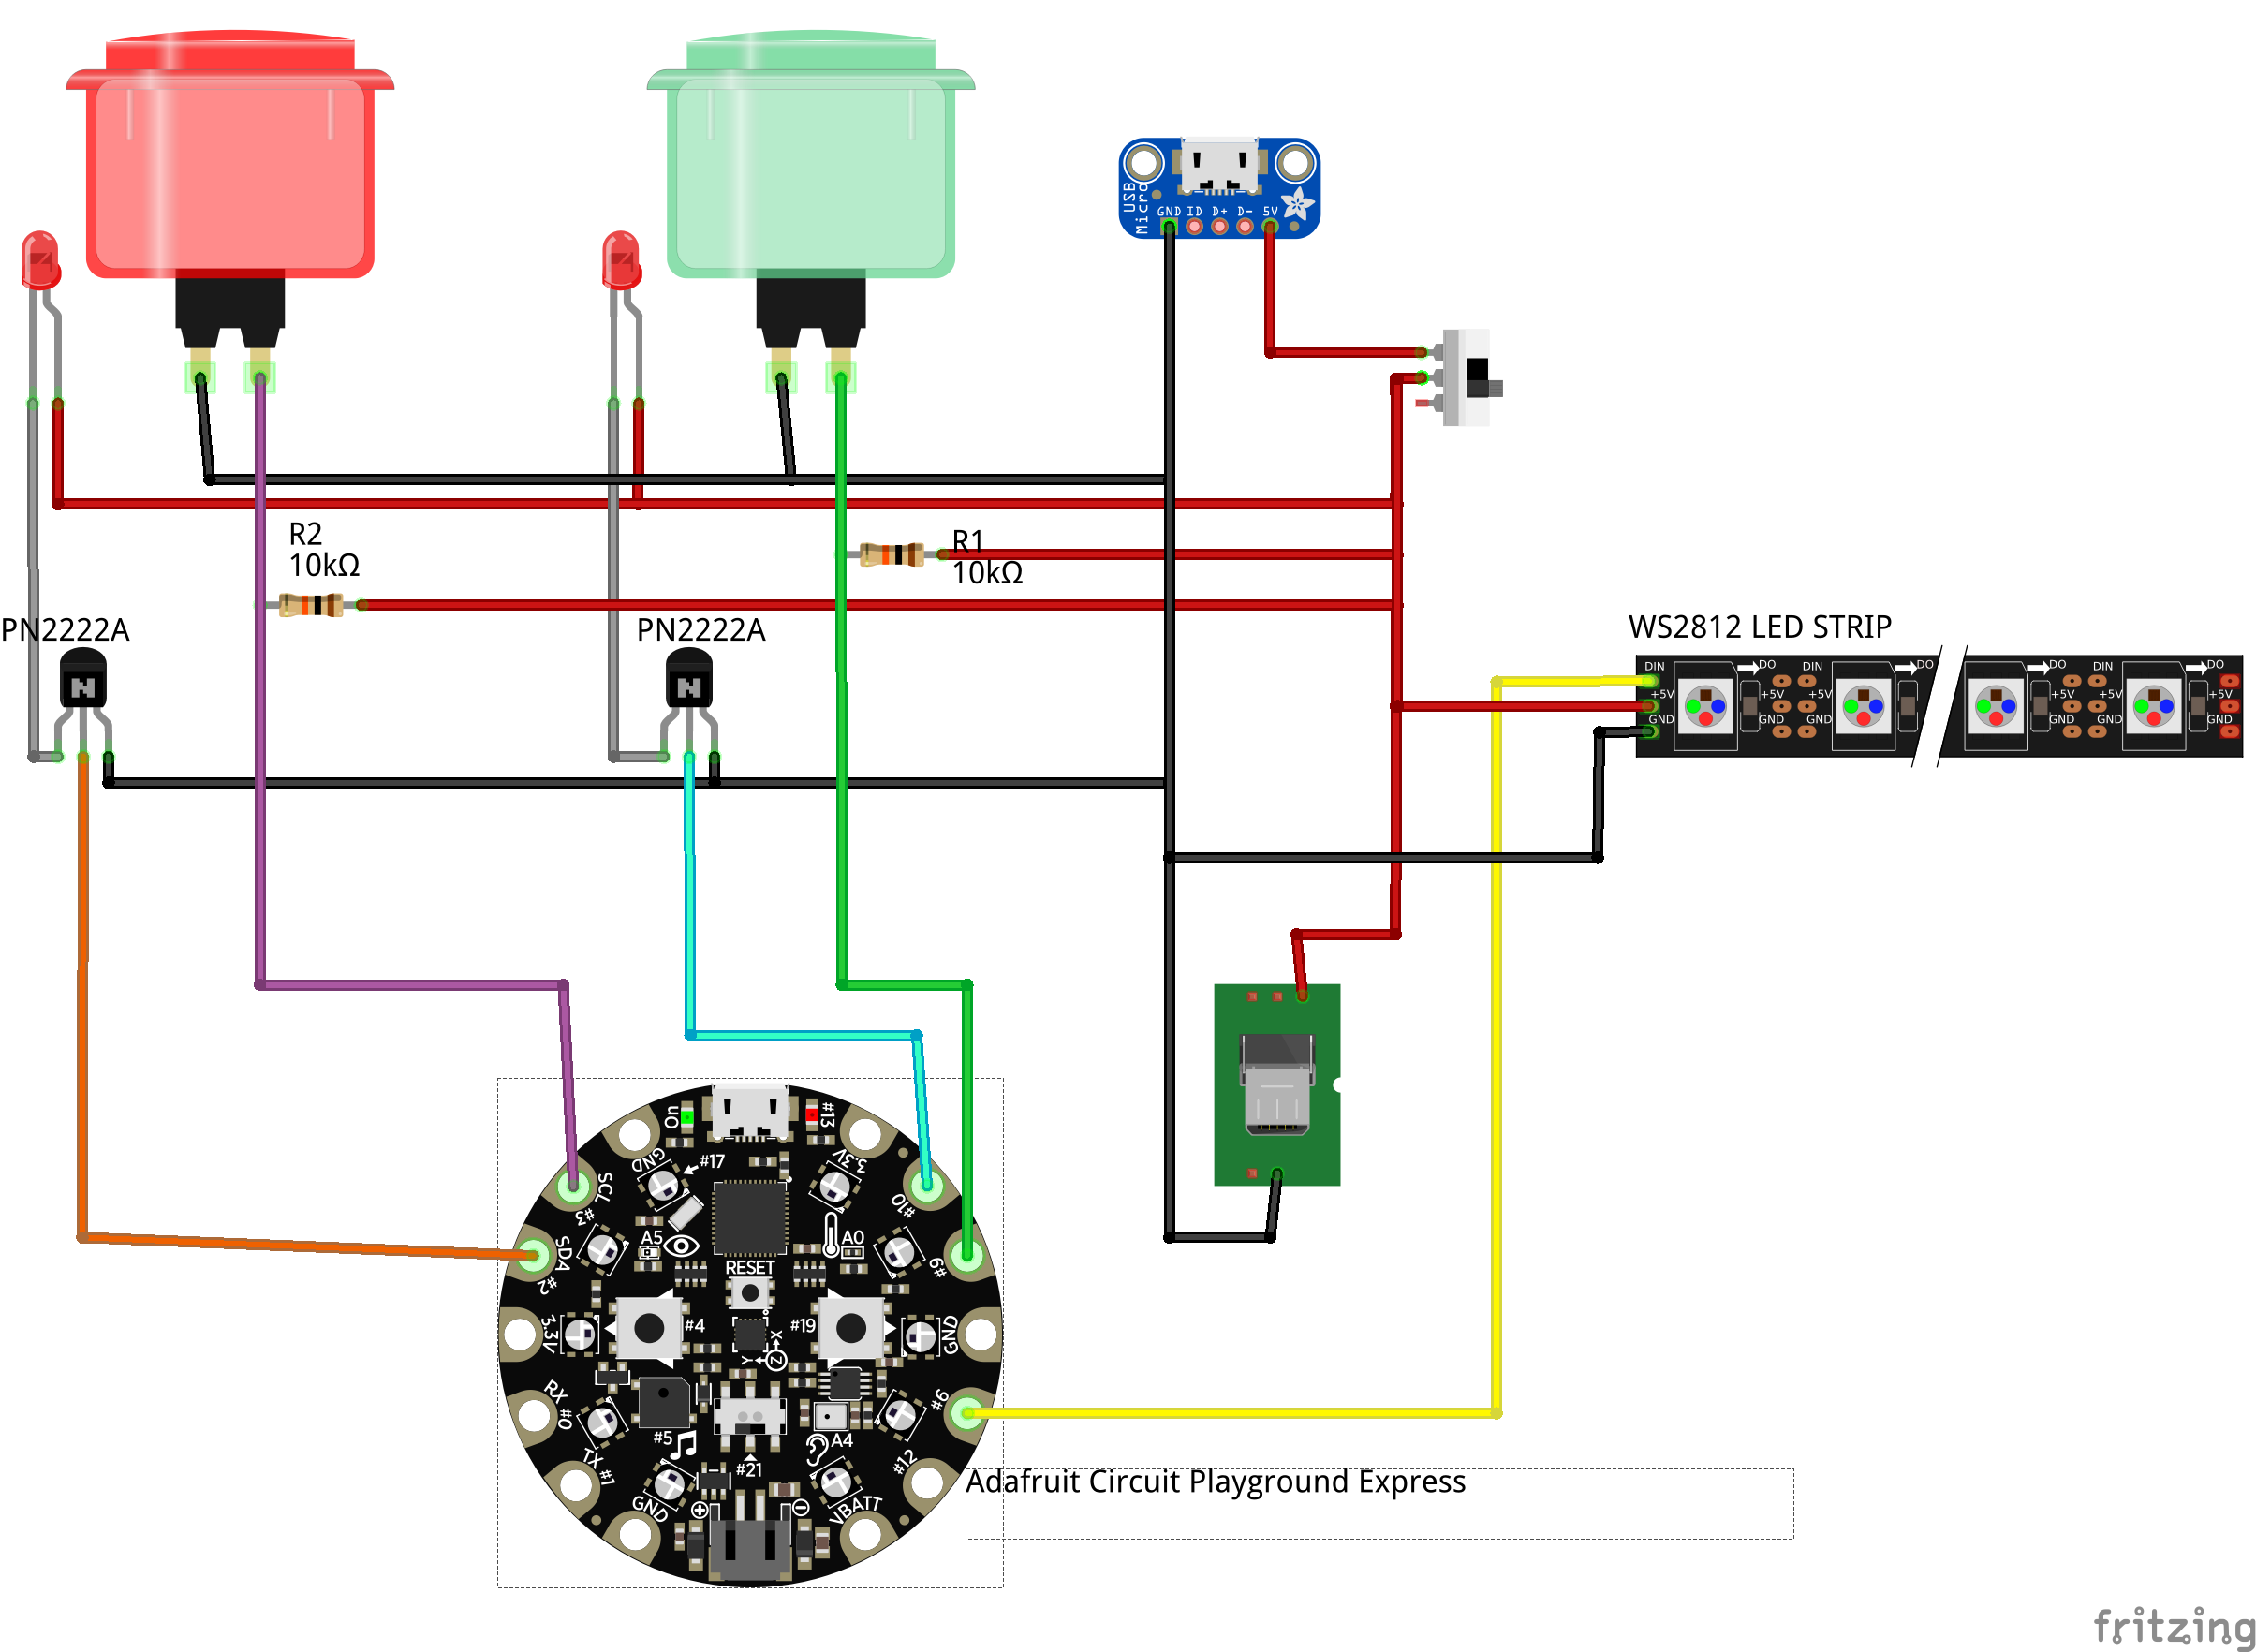 USB
Micro
GND ID D+ D- 5V
R2
10kΩ
R1
10kΩ
PN2222A
PN2222A
WS2812 LED STRIP
DIN DO DIN DO DO DIN DO
+5V +5V +5V +5V +5V +5V
GND GND GND GND GND GND
On
#13
GND
#17
3.3V
SCL
#3
#10
SDA
#2
A5
A0
#9
RESET
3.3V
#4
#19
X
Y
Z
GND
RX
#0
#6
#5
A4
TX
#1
#21
#12
GND
VBATT
Adafruit Circuit Playground Express
fritzing